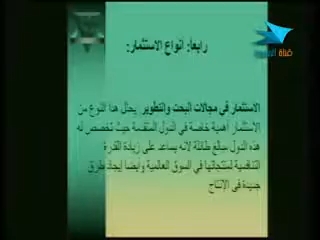 رابعاً: أنواع الاستثمار:
الاستثمار في مجالات البحث والتطوير يحتل هذا النوع من
الاستثمار أهمية خاصة في الدول المتقدمة حيث تخصص له
هذه الدول مبالغ طائلة لأنه يساعد على زيادة القدرة
التنافسية لمنتجاتها في السوق العالمية وأيضا إيجاد طرق
جديدة في الإنتاج
قناة